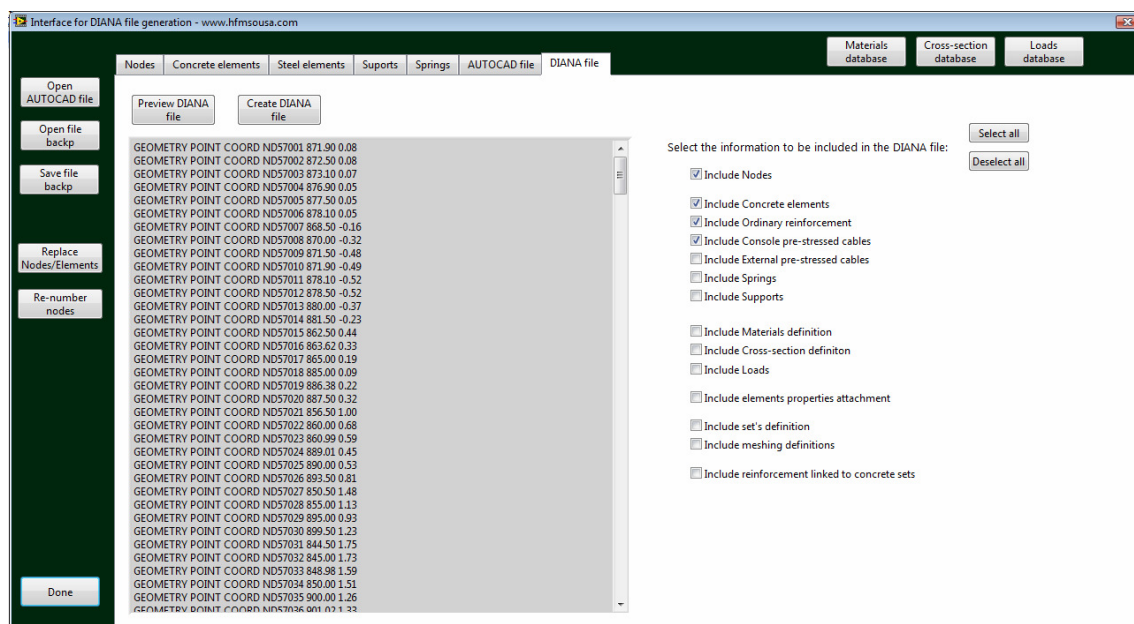 Interface for DIANA file generation - www.hfmsousa.com
Materials database
Cross-section database
Loads database
Nodes
Concrete elements
Steel elements
Suports
Springs
AUTOCAD file
DIANA file
Open AUTOCAD file
Open file backp
Save file backp
Replace Nodes/Elements
Re-number nodes
Done
Preview DIANA file
Create DIANA file
GEOMETRY POINT COORD ND57001 871.90 0.08
GEOMETRY POINT COORD ND57002 872.50 0.08
GEOMETRY POINT COORD ND57003 873.10 0.07
GEOMETRY POINT COORD ND57004 876.90 0.05
GEOMETRY POINT COORD ND57005 877.50 0.05
GEOMETRY POINT COORD ND57006 878.10 0.05
GEOMETRY POINT COORD ND57007 868.50 -0.16
GEOMETRY POINT COORD ND57008 870.00 -0.32
GEOMETRY POINT COORD ND57009 871.50 -0.48
GEOMETRY POINT COORD ND57010 871.90 -0.49
GEOMETRY POINT COORD ND57011 878.10 -0.52
GEOMETRY POINT COORD ND57012 878.50 -0.52
GEOMETRY POINT COORD ND57013 880.00 -0.37
GEOMETRY POINT COORD ND57014 881.50 -0.23
GEOMETRY POINT COORD ND57015 862.50 0.44
GEOMETRY POINT COORD ND57016 863.62 0.33
GEOMETRY POINT COORD ND57017 865.00 0.19
GEOMETRY POINT COORD ND57018 885.00 0.09
GEOMETRY POINT COORD ND57019 886.38 0.22
GEOMETRY POINT COORD ND57020 887.50 0.32
GEOMETRY POINT COORD ND57021 856.50 1.00
GEOMETRY POINT COORD ND57022 860.00 0.68
GEOMETRY POINT COORD ND57023 860.99 0.59
GEOMETRY POINT COORD ND57024 889.01 0.45
GEOMETRY POINT COORD ND57025 890.00 0.53
GEOMETRY POINT COORD ND57026 893.50 0.81
GEOMETRY POINT COORD ND57027 850.50 1.48
GEOMETRY POINT COORD ND57028 855.00 1.13
GEOMETRY POINT COORD ND57029 895.00 0.93
GEOMETRY POINT COORD ND57030 899.50 1.23
GEOMETRY POINT COORD ND57031 844.50 1.75
GEOMETRY POINT COORD ND57032 845.00 1.73
GEOMETRY POINT COORD ND57033 848.98 1.59
GEOMETRY POINT COORD ND57034 850.00 1.51
GEOMETRY POINT COORD ND57035 900.00 1.26
GEOMETRY POINT COORD ND57036 901.02 1.33
Select the information to be included in the DIANA file:
Select all
Deselect all
Include Nodes
Include Concrete elements
Include Ordinary reinforcement
Include Console pre-stressed cables
Include External pre-stressed cables
Include Springs
Include Supports
Include Materials definition
Include Cross-section definiton
Include Loads
Include elements properties attachment
Include set's definition
Include meshing definitions
Include reinforcement linked to concrete sets